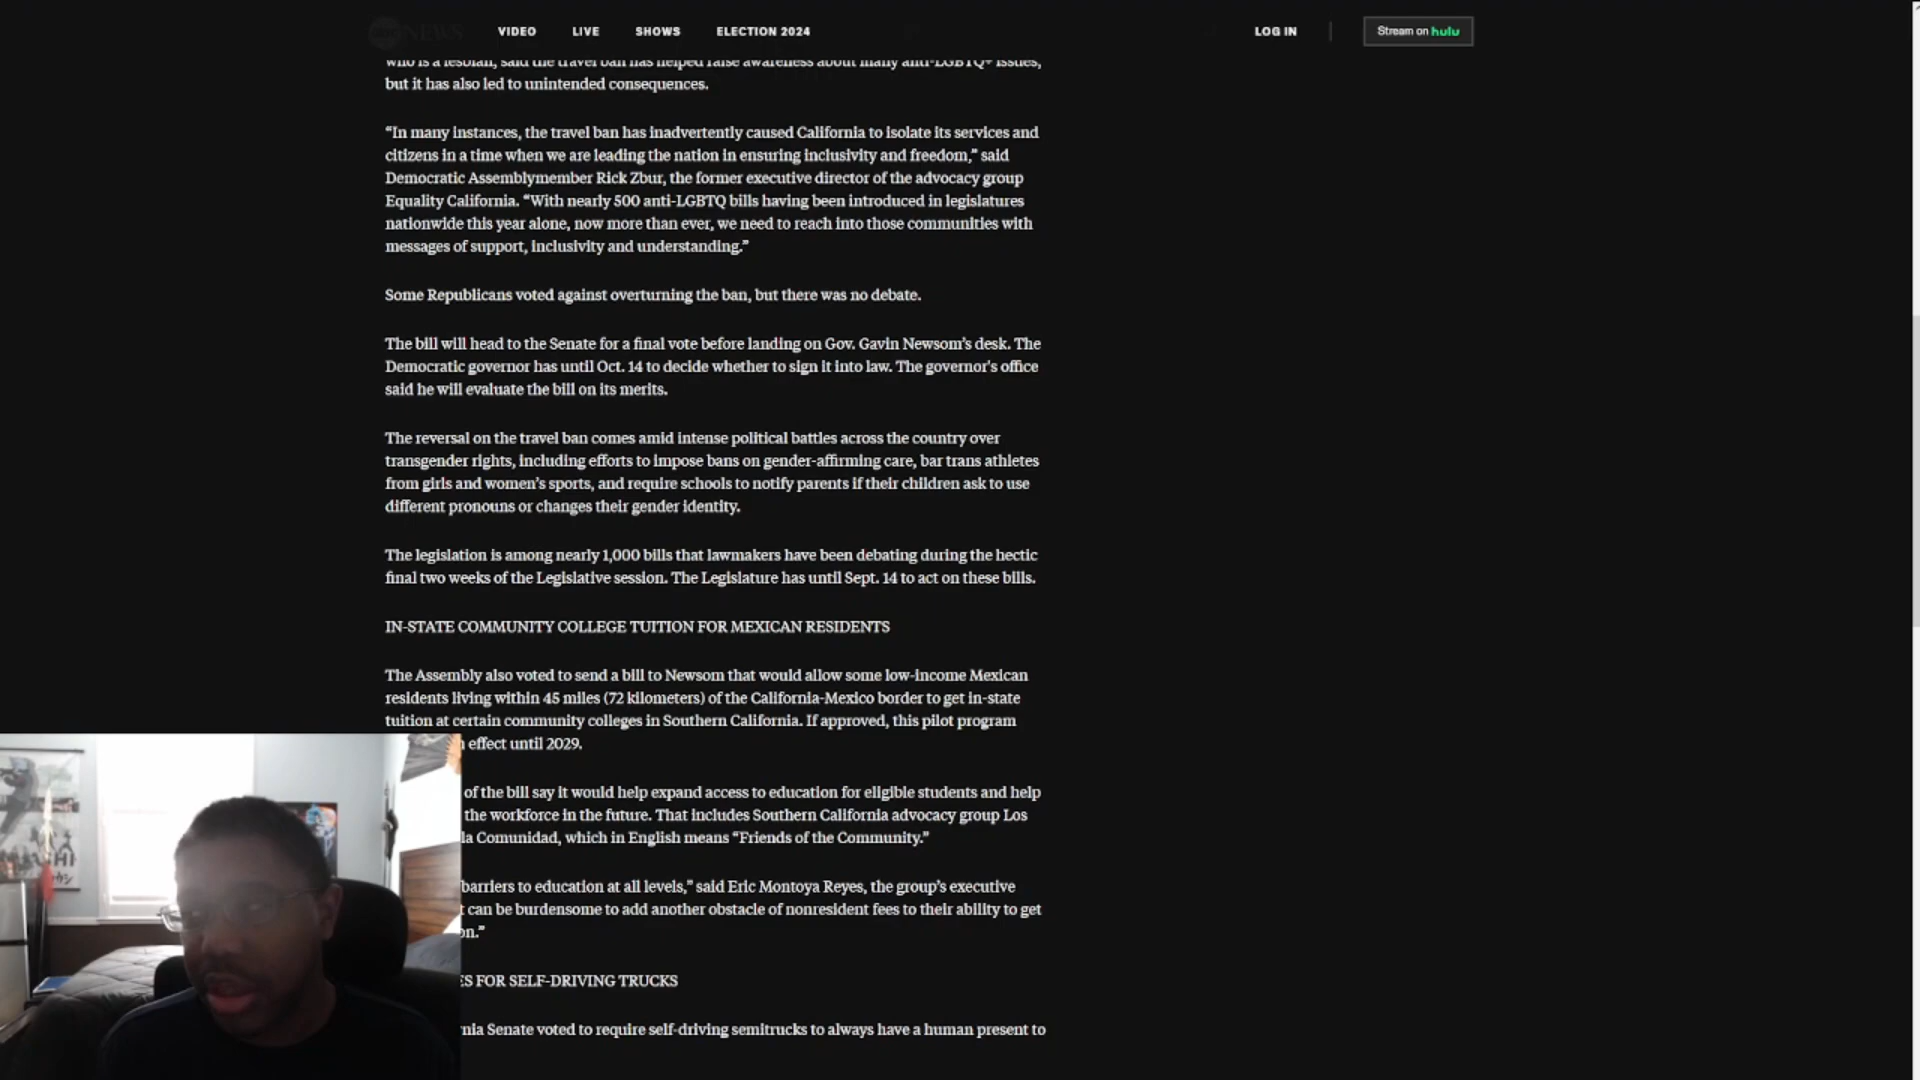 NEWS
VIDEO
LIVE
SHOWS
ELECTION 2024
LOG IN
Stream on hulu
who is a lesbian, said the travel ban has helped raise awareness about many anti-LGBTQ+ issues,
but it has also led to unintended consequences.
“In many instances, the travel ban has inadvertently caused California to isolate its services and
citizens in a time when we are leading the nation in ensuring inclusivity and freedom,” said
Democratic Assemblymember Rick Zbur, the former executive director of the advocacy group
Equality California. “With nearly 500 anti-LGBTQ bills having been introduced in legislatures
nationwide this year alone, now more than ever, we need to reach into those communities with
messages of support, inclusivity and understanding.”
Some Republicans voted against overturning the ban, but there was no debate.
The bill will head to the Senate for a final vote before landing on Gov. Gavin Newsom’s desk. The
Democratic governor has until Oct. 14 to decide whether to sign it into law. The governor's office
said he will evaluate the bill on its merits.
The reversal on the travel ban comes amid intense political battles across the country over
transgender rights, including efforts to impose bans on gender-affirming care, bar trans athletes
from girls and women’s sports, and require schools to notify parents if their children ask to use
different pronouns or changes their gender identity.
The legislation is among nearly 1,000 bills that lawmakers have been debating during the hectic
final two weeks of the Legislative session. The Legislature has until Sept. 14 to act on these bills.
IN-STATE COMMUNITY COLLEGE TUITION FOR MEXICAN RESIDENTS
The Assembly also voted to send a bill to Newsom that would allow some low-income Mexican
residents living within 45 miles (72 kilometers) of the California-Mexico border to get in-state
tuition at certain community colleges in Southern California. If approved, this pilot program
effect until 2029.
of the bill say it would help expand access to education for eligible students and help
the workforce in the future. That includes Southern California advocacy group Los
la Comunidad, which in English means “Friends of the Community.”
barriers to education at all levels,” said Eric Montoya Reyes, the group’s executive
can be burdensome to add another obstacle of nonresident fees to their ability to get
on.”
ES FOR SELF-DRIVING TRUCKS
nia Senate voted to require self-driving semitrucks to always have a human present to